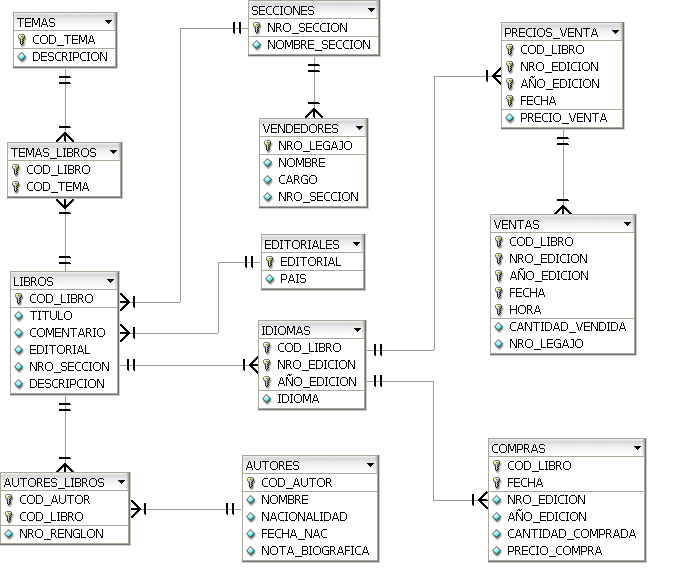 TEMAS
COD_TEMA
DESCRIPCION
SECCIONES
NRO_SECCION
NOMBRE_SECCION
PRECIOS_VENTA
COD_LIBRO
NRO_EDICION
AÑO_EDICION
FECHA
PRECIO_VENTA
TEMAS_LIBROS
COD_LIBRO
COD_TEMA
VENDEDORES
NRO_LEGAJO
NOMBRE
CARGO
NRO_SECCION
VENTAS
COD_LIBRO
NRO_EDICION
AÑO_EDICION
FECHA
HORA
CANTIDAD_VENDIDA
NRO_LEGAJO
EDITORIALES
EDITORIAL
PAIS
LIBROS
COD_LIBRO
TITULO
COMENTARIO
EDITORIAL
NRO_SECCION
DESCRIPCION
IDIOMAS
COD_LIBRO
NRO_EDICION
AÑO_EDICION
IDIOMA
COMPRAS
COD_LIBRO
FECHA
NRO_EDICION
AÑO_EDICION
CANTIDAD_COMPRADA
PRECIO_COMPRA
AUTORES_LIBROS
COD_AUTOR
COD_LIBRO
NRO_RENGLON
AUTORES
COD_AUTOR
NOMBRE
NACIONALIDAD
FECHA_NAC
NOTA_BIOGRAFICA